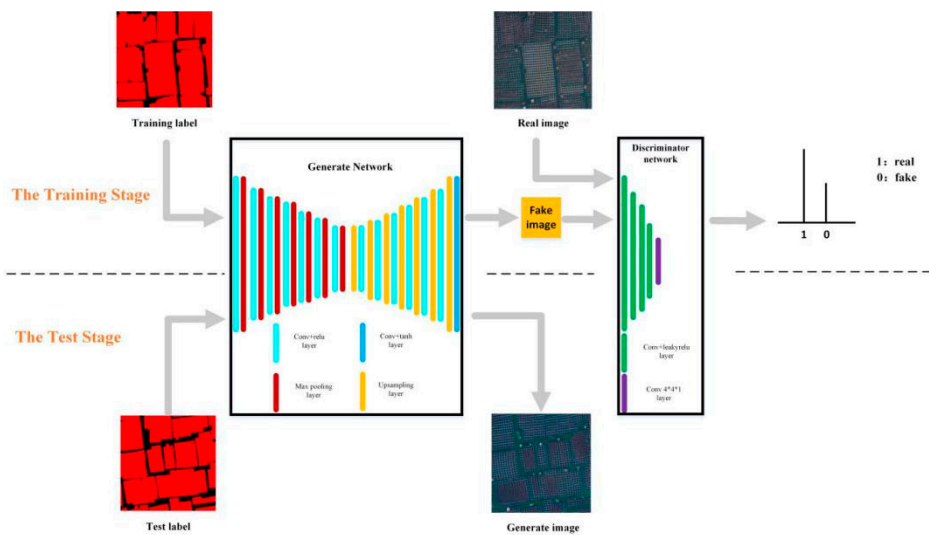 Training label
Real image
Discriminator
network
Generate Network
1: real
0: fake
The Training Stage
Fake
image
1 0
The Test Stage
Conv+relu
layer
Conv+tanh
layer
Conv+leakyrelu
layer
Max pooling
layer
Upsampling
layer
Conv 4*4*1
layer
Test label
Generate image